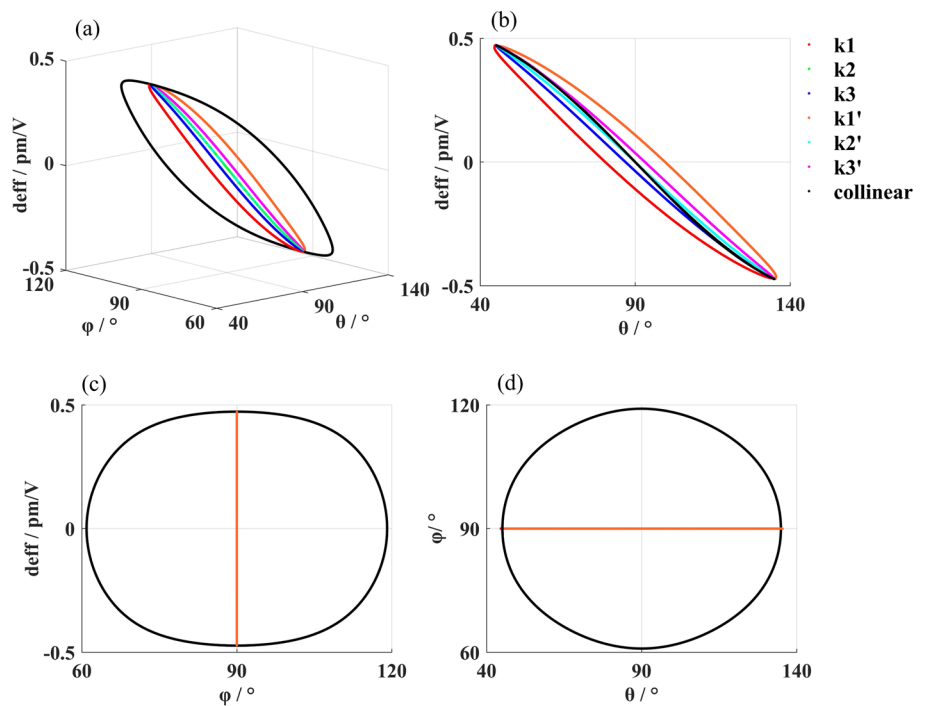 (a)
0.5
0
-0.5
deff / pm/V
120
90
60
φ / °
40
90
140
θ / °
(b)
0.5
0
-0.5
deff / pm/V
40
90
140
θ / °
k1
k2
k3
k1'
k2'
k3'
collinear
(c)
0.5
0
-0.5
deff / pm/V
60
90
120
φ / °
(d)
120
90
60
φ/ °
40
90
140
θ / °